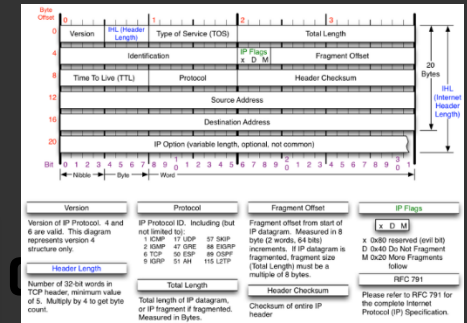 Byte
Offset
0 1 2 3
0 Version IHL (Header Length) Type of Service (TOS) Total Length
4 Identification IP Flags x D M Fragment Offset
8 Time To Live (TTL) Protocol Header Checksum
12 Source Address
16 Destination Address
20 IP Option (variable length, optional, not common)
20
Bytes
IHL
(Internet
Header
Length)
Bit 0 1 2 3 4 5 6 7 8 9 0 1 2 3 4 5 6 7 8 9 0 1 2 3 4 5 6 7 8 9 0 1
Nibble Byte Word
Version
Version of IP Protocol. 4 and
6 are valid. This diagram
represents version 4
structure only.
Header Length
Number of 32-bit words in
TCP header, minimum value
of 5. Multiply by 4 to get byte
count.
Protocol
IP Protocol ID. Including (but
not limited to):
1 ICMP 17 UDP 57 SKIP
2 IGMP 47 GRE 88 EIGRP
6 TCP 50 ESP 89 OSPF
9 IGRP 51 AH 115 L2TP
Total Length
Total length of IP datagram,
or IP fragment if fragmented.
Measured in Bytes.
Fragment Offset
Fragment offset from start of
IP datagram. Measured in 8
byte (2 words, 64 bits)
increments. If IP datagram is
fragmented, fragment size
(Total Length) must be a
multiple of 8 bytes.
Header Checksum
Checksum of entire IP
header
IP Flags
x D M
x 0x80 reserved (evil bit)
D 0x40 Do Not Fragment
M 0x20 More Fragments
follow
RFC 791
Please refer to RFC 791 for
the complete Internet
Protocol (IP) Specification.